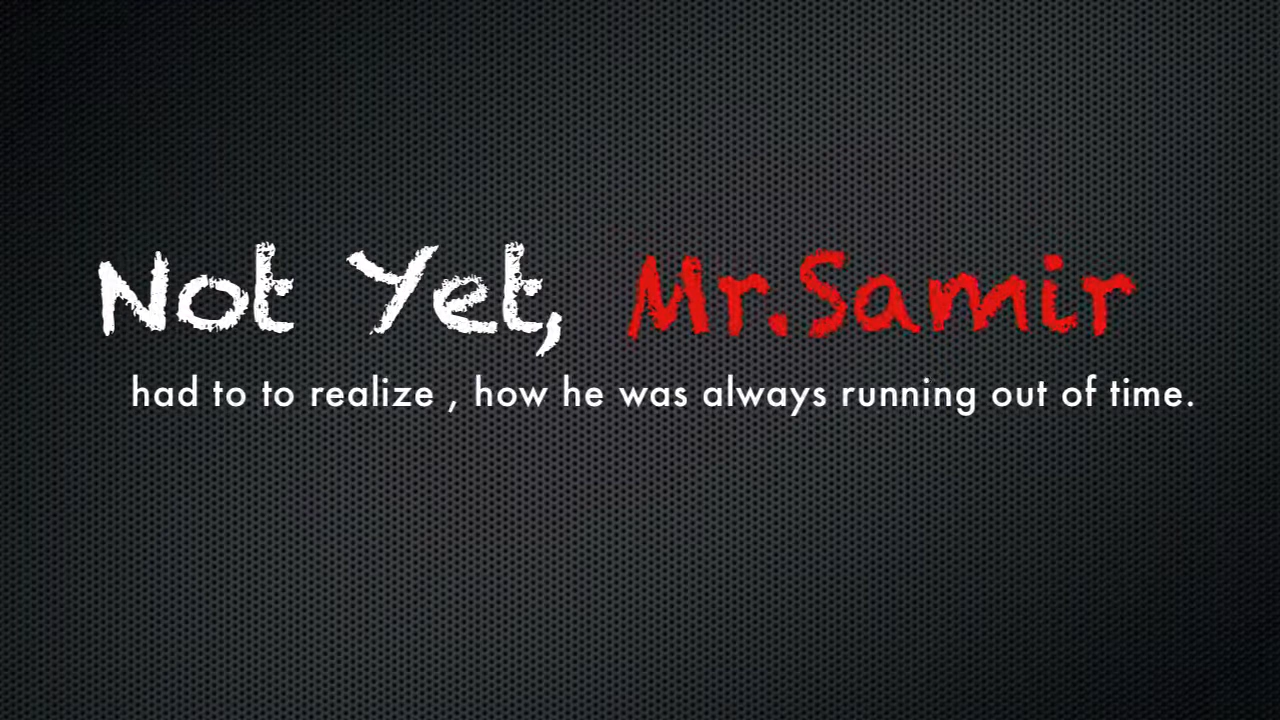 Not Yet, Mr.Samir
had to to realize , how he was always running out of time.